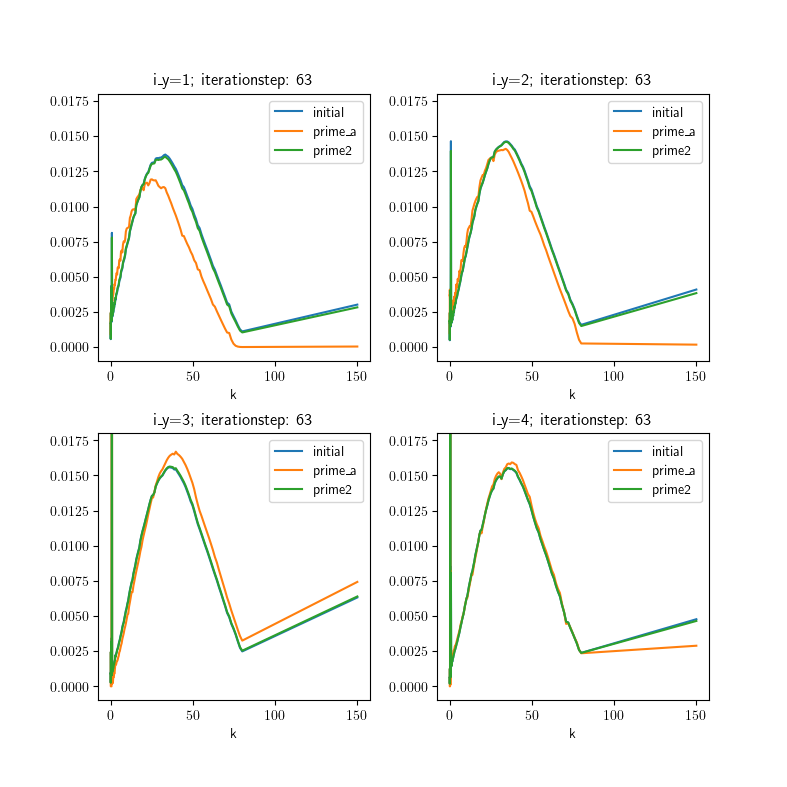 i_y=1; iterationstep: 63
0.0175
0.0150
0.0125
0.0100
0.0075
0.0050
0.0025
0.0000
0 50 100 150
k
initial
prime_a
prime2
i_y=2; iterationstep: 63
0.0175
0.0150
0.0125
0.0100
0.0075
0.0050
0.0025
0.0000
0 50 100 150
k
initial
prime_a
prime2
i_y=3; iterationstep: 63
0.0175
0.0150
0.0125
0.0100
0.0075
0.0050
0.0025
0.0000
0 50 100 150
k
initial
prime_a
prime2
i_y=4; iterationstep: 63
0.0175
0.0150
0.0125
0.0100
0.0075
0.0050
0.0025
0.0000
0 50 100 150
k
initial
prime_a
prime2